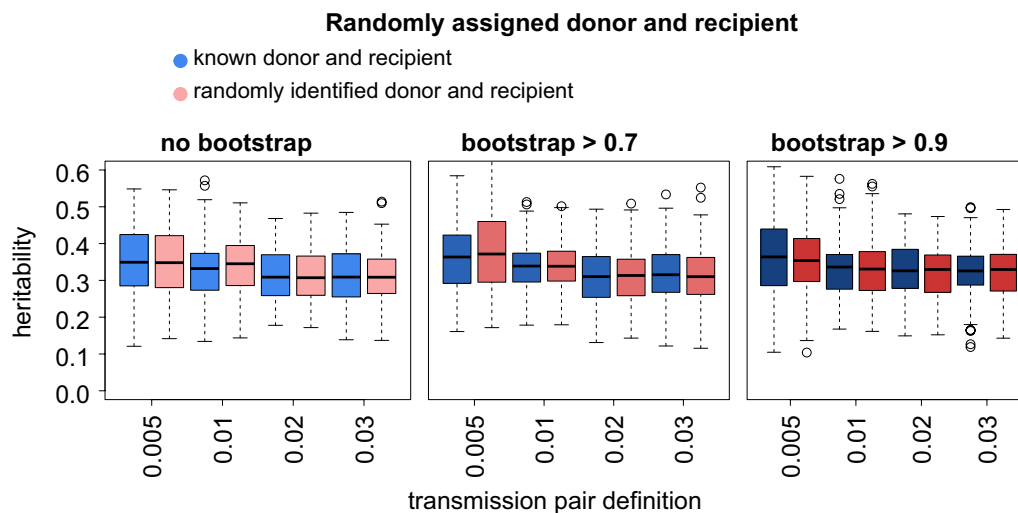 Randomly assigned donor and recipient
known donor and recipient
randomly identified donor and recipient
no bootstrap
bootstrap > 0.7
bootstrap > 0.9
heritability
0.6
0.5
0.4
0.3
0.2
0.1
0.0
0.005
0.01
0.02
0.03
0.005
0.01
0.02
0.03
0.005
0.01
0.02
0.03
transmission pair definition